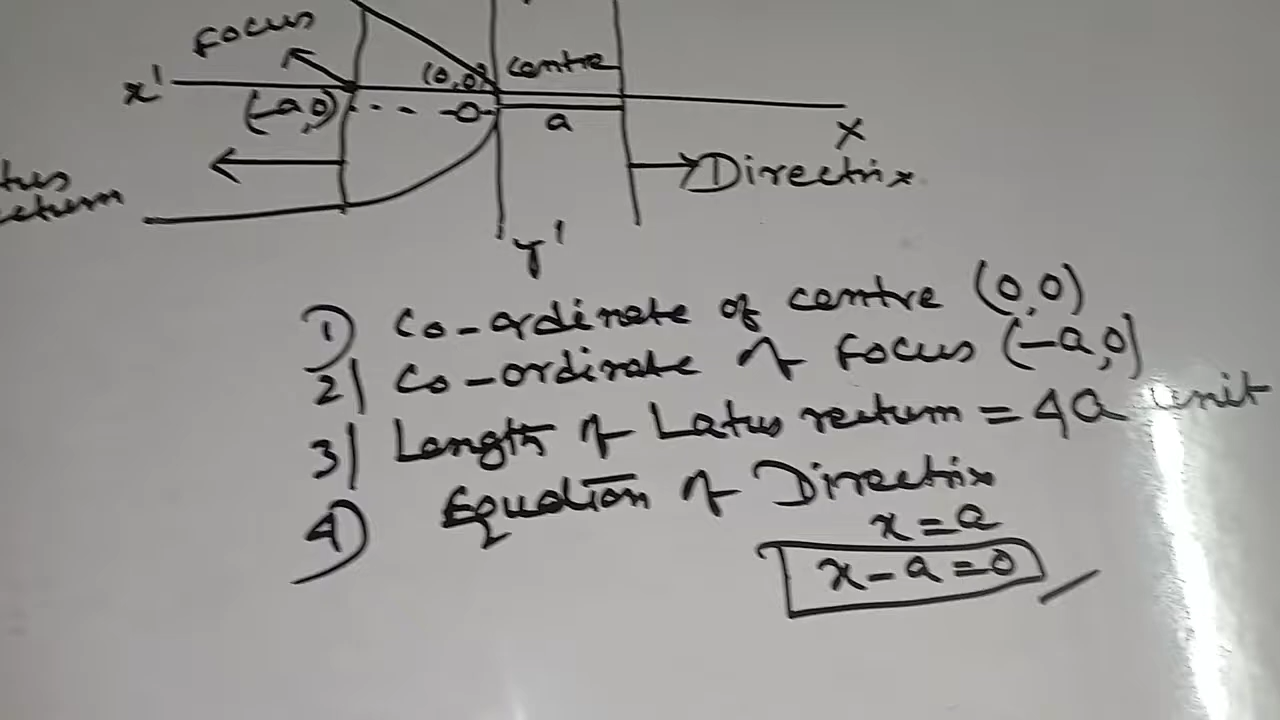 Focus
(0,0)
centre
x'
(-a,0)
0
a
X
Directrix
Y'
1) Co-ordinate of centre (0,0)
2) Co-ordinate of Focus (-a,0)
3) Length of Latus rectum = 4a unit
4) Equation of Directrix
x = a
x - a = 0